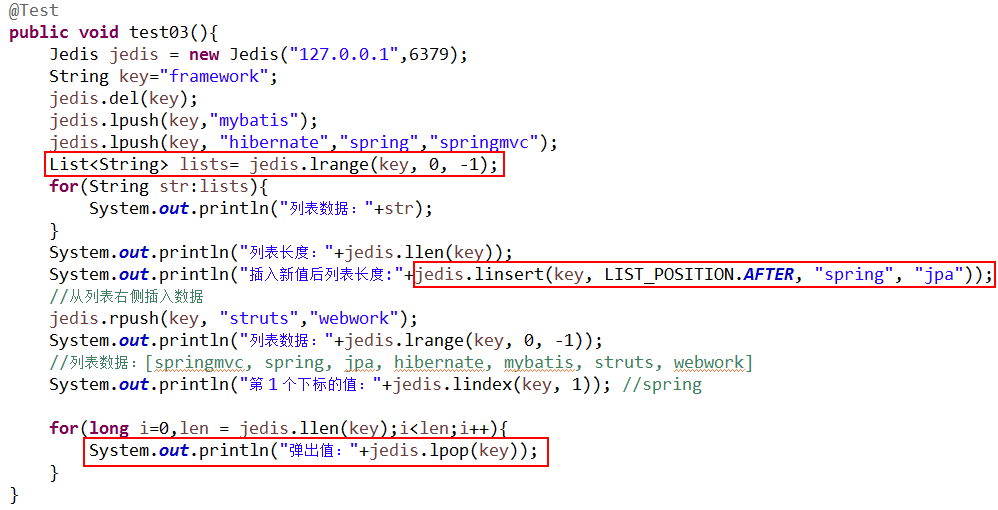 @Test
public void test03(){
    Jedis jedis = new Jedis("127.0.0.1",6379);
    String key="framework";
    jedis.del(key);
    jedis.lpush(key,"mybatis");
    jedis.lpush(key, "hibernate","spring","springmvc");
    List<String> lists= jedis.lrange(key, 0, -1);
    for(String str:lists){
        System.out.println("列表数据："+str);
    }
    System.out.println("列表长度："+jedis.llen(key));
    System.out.println("插入新值后列表长度:"+jedis.linsert(key, LIST_POSITION.AFTER, "spring", "jpa"));
    //从列表右侧插入数据
    jedis.rpush(key, "struts","webwork");
    System.out.println("列表数据："+jedis.lrange(key, 0, -1));
    //列表数据：[springmvc, spring, jpa, hibernate, mybatis, struts, webwork]
    System.out.println("第１个下标的值："+jedis.lindex(key, 1)); //spring
    for(long i=0,len = jedis.llen(key);i<len;i++){
        System.out.println("弹出值："+jedis.lpop(key));
    }
}